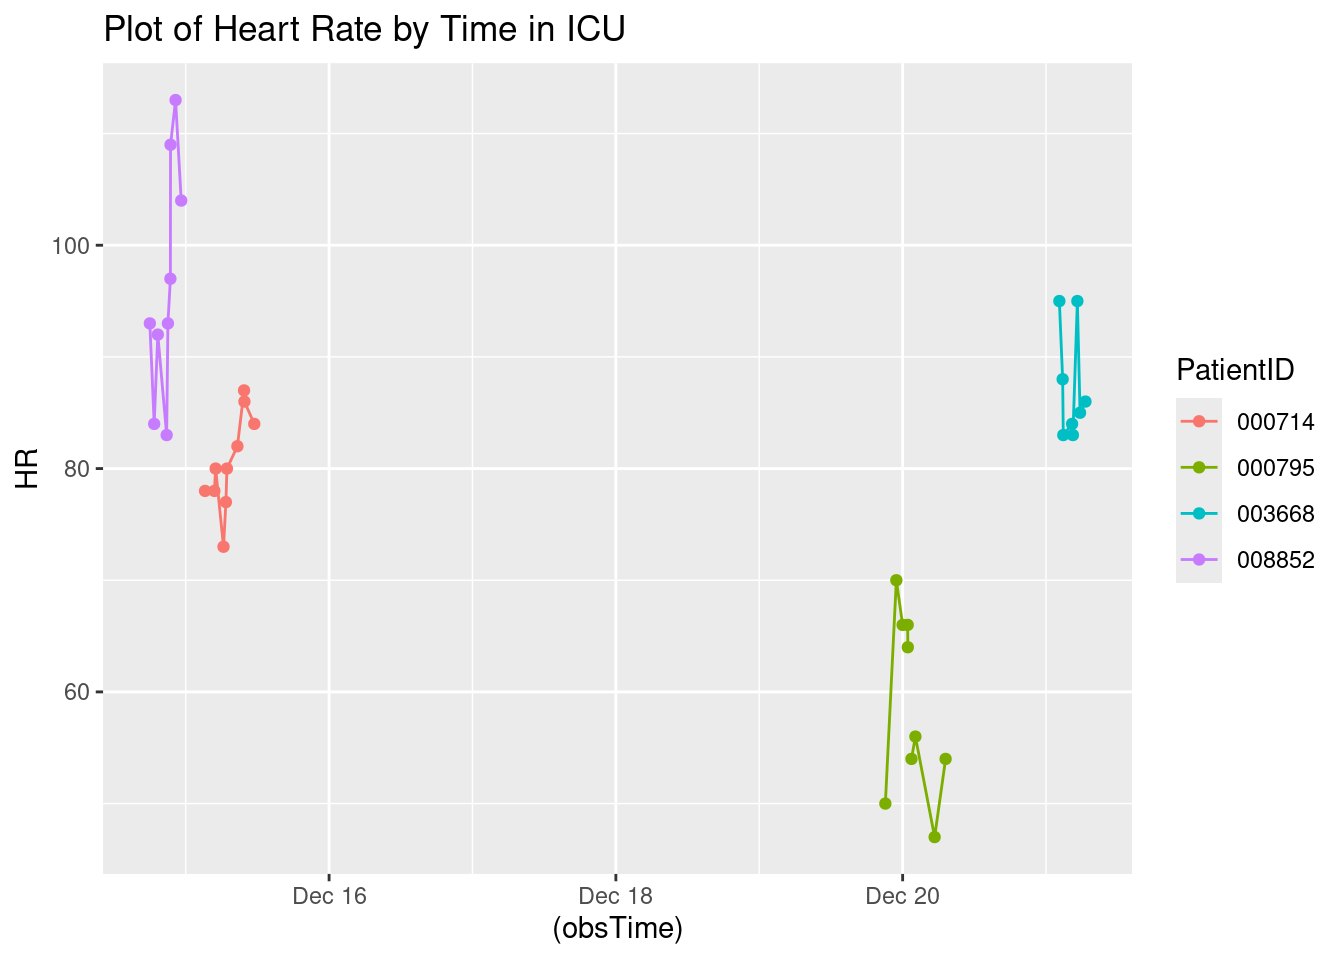 Plot of Heart Rate by Time in ICU
100
80
60
HR
Dec 16
Dec 18
Dec 20
(obsTime)
PatientID
000714
000795
003668
008852